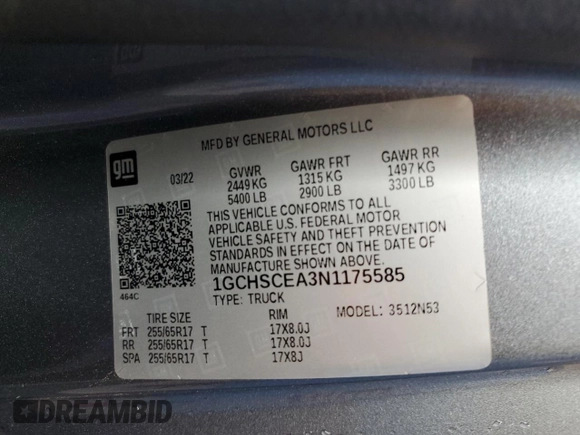 MFD BY GENERAL MOTORS LLC
gm
03/22
GVWR GAWR FRT GAWR RR
2449 KG 1315 KG 1497 KG
5400 LB 2900 LB 3300 LB
THIS VEHICLE CONFORMS TO ALL
APPLICABLE U.S. FEDERAL MOTOR
VEHICLE SAFETY AND THEFT PREVENTION
STANDARDS IN EFFECT ON THE DATE OF
MANUFACTURE SHOWN ABOVE.
464C
1GCHSCEA3N1175585
TYPE: TRUCK MODEL: 3512N53
TIRE SIZE RIM
FRT 255/65R17 T 17X8.0J
RR 255/65R17 T 17X8.0J
SPA 255/65R17 T 17X8J
DREAMBID